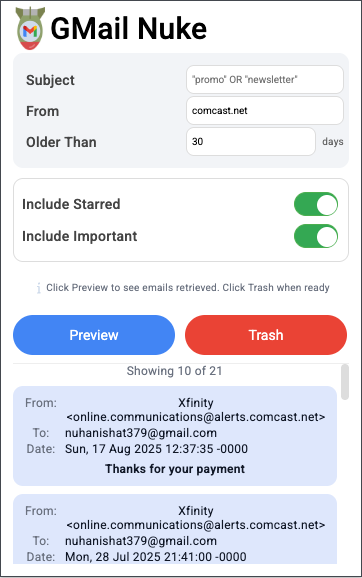 GMail Nuke
Subject
"promo" OR "newsletter"
From
comcast.net
Older Than
30
days
Include Starred
Include Important
Click Preview to see emails retrieved. Click Trash when ready
Preview
Trash
Showing 10 of 21
From: Xfinity
<online.communications@alerts.comcast.net>
To: nuhanishat379@gmail.com
Date: Sun, 17 Aug 2025 12:37:35 -0000
Thanks for your payment
From: Xfinity
<online.communications@alerts.comcast.net>
To: nuhanishat379@gmail.com
Date: Mon, 28 Jul 2025 21:41:00 -0000